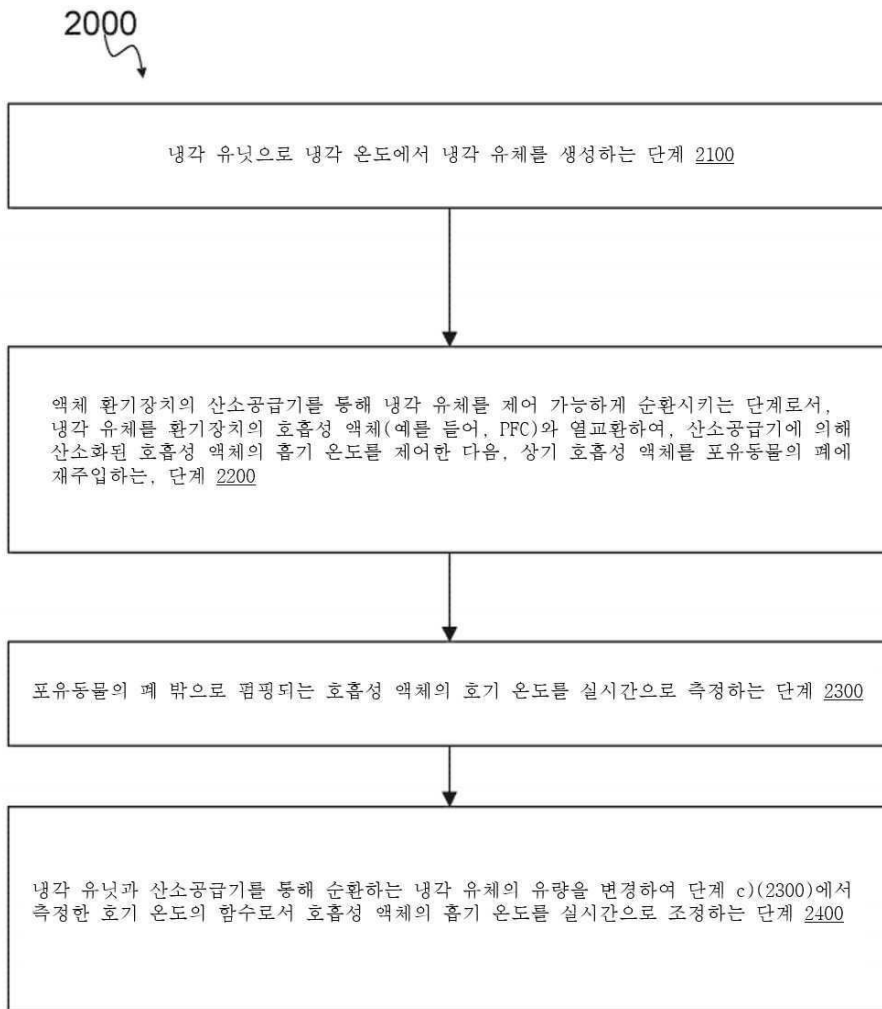 2000
냉각 유닛으로 냉각 온도에서 냉각 유체를 생성하는 단계 2100
액체 환기장치의 산소공급기를 통해 냉각 유체를 제어 가능하게 순환시키는 단계로서,
냉각 유체를 환기장치의 호흡성 액체(예를 들어, PFC)와 열교환하여, 산소공급기에 의해
산소화된 호흡성 액체의 흡기 온도를 제어한 다음, 상기 호흡성 액체를 포유동물의 폐에
재주입하는, 단계 2200
포유동물의 폐 밖으로 펌핑되는 호흡성 액체의 호기 온도를 실시간으로 측정하는 단계 2300
냉각 유닛과 산소공급기를 통해 순환하는 냉각 유체의 유량을 변경하여 단계 c)(2300)에서
측정한 호기 온도의 함수로서 호흡성 액체의 흡기 온도를 실시간으로 조정하는 단계 2400